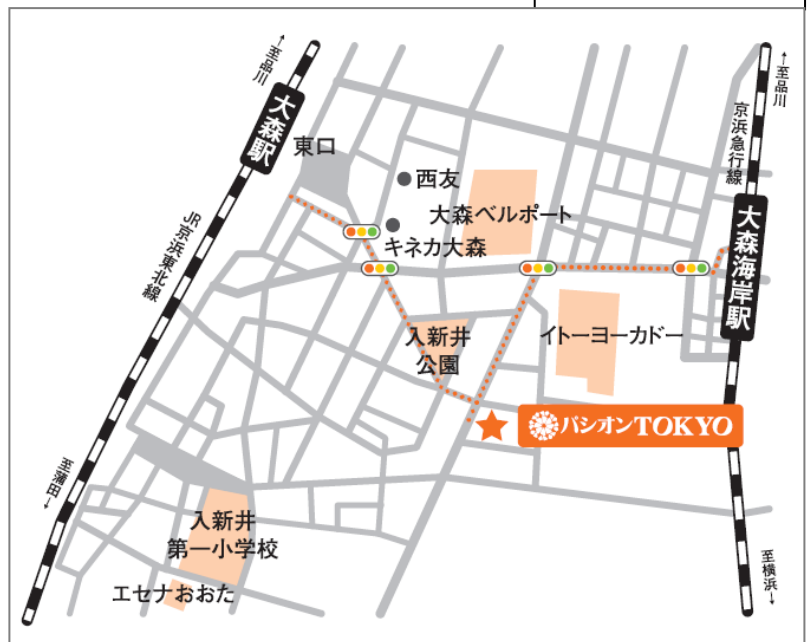 ←至品川
大森駅
東口
西友
大森ベルポート
キネカ大森
JR京浜東北線
←至品川
京浜急行線
大森海岸駅
入新井
公園
イトーヨーカドー
パシオンTOKYO
至蒲田→
入新井
第一小学校
エセナおおた
至横浜→